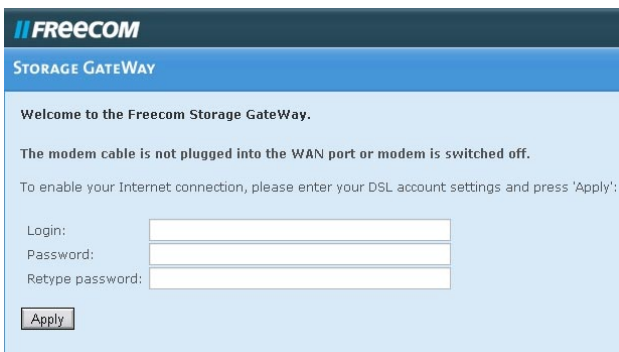 FREECOM
STORAGE GATEWAY
Welcome to the Freecom Storage GateWay.
The modem cable is not plugged into the WAN port or modem is switched off.
To enable your Internet connection, please enter your DSL account settings and press 'Apply':
Login:
Password:
Retype password:
Apply